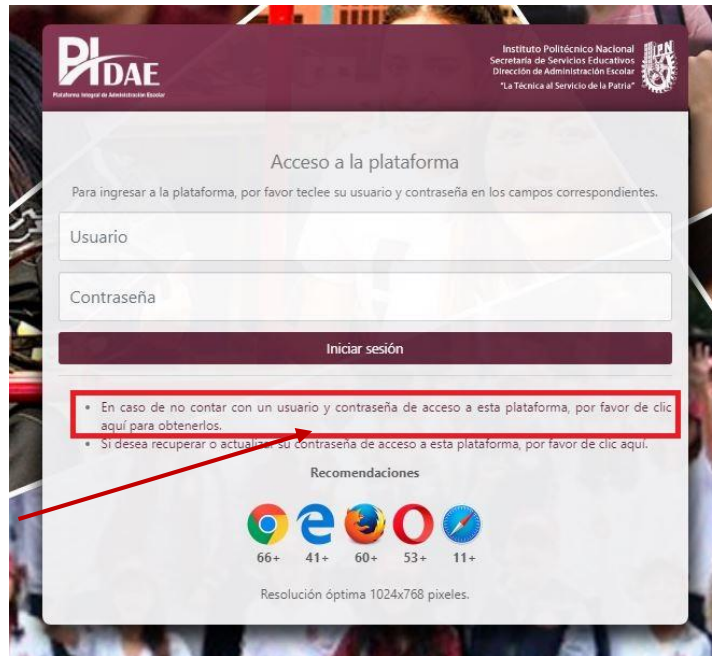 PIDAE
Plataforma Integral de Administración Escolar
Instituto Politécnico Nacional
Secretaría de Servicios Educativos
Dirección de Administración Escolar
"La Técnica al Servicio de la Patria"
IPN
Acceso a la plataforma
Para ingresar a la plataforma, por favor teclee su usuario y contraseña en los campos correspondientes.
Usuario
Contraseña
Iniciar sesión
• En caso de no contar con un usuario y contraseña de acceso a esta plataforma, por favor de clic
aquí para obtenerlos.
• Si desea recuperar o actualizar su contraseña de acceso a esta plataforma, por favor de clic aquí.
Recomendaciones
66+ 41+ 60+ 53+ 11+
Resolución óptima 1024x768 pixeles.